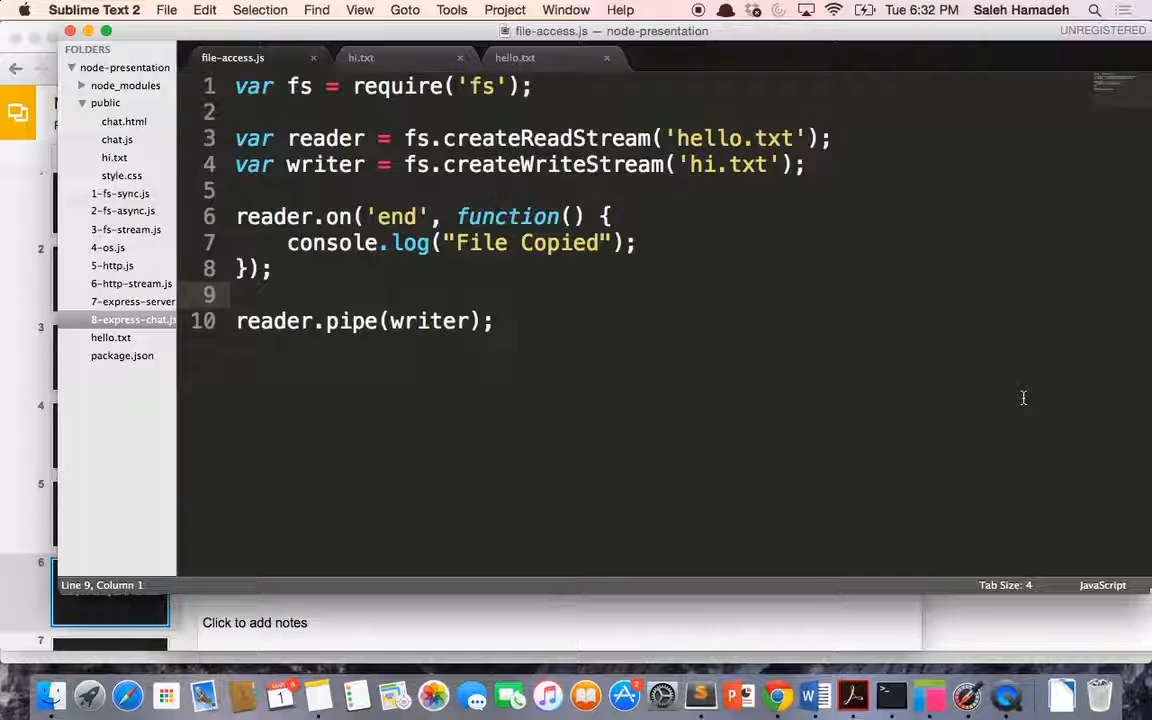 Sublime Text 2 File Edit Selection Find View Goto Tools Project Window Help Tue 6:32 PM Saleh Hamadeh
file-access.js — node-presentation UNREGISTERED
FOLDERS
node-presentation
node_modules
public
chat.html
chat.js
hi.txt
style.css
1-fs-sync.js
2-fs-async.js
3-fs-stream.js
4-os.js
5-http.js
6-http-stream.js
7-express-server
8-express-chat.js
hello.txt
package.json
file-access.js × hi.txt × hello.txt ×
1 var fs = require('fs');
2
3 var reader = fs.createReadStream('hello.txt');
4 var writer = fs.createWriteStream('hi.txt');
5
6 reader.on('end', function() {
7 console.log("File Copied");
8 });
9
10 reader.pipe(writer);
Line 9, Column 1 Tab Size: 4 JavaScript
2
3
4
5
6
7
Click to add notes